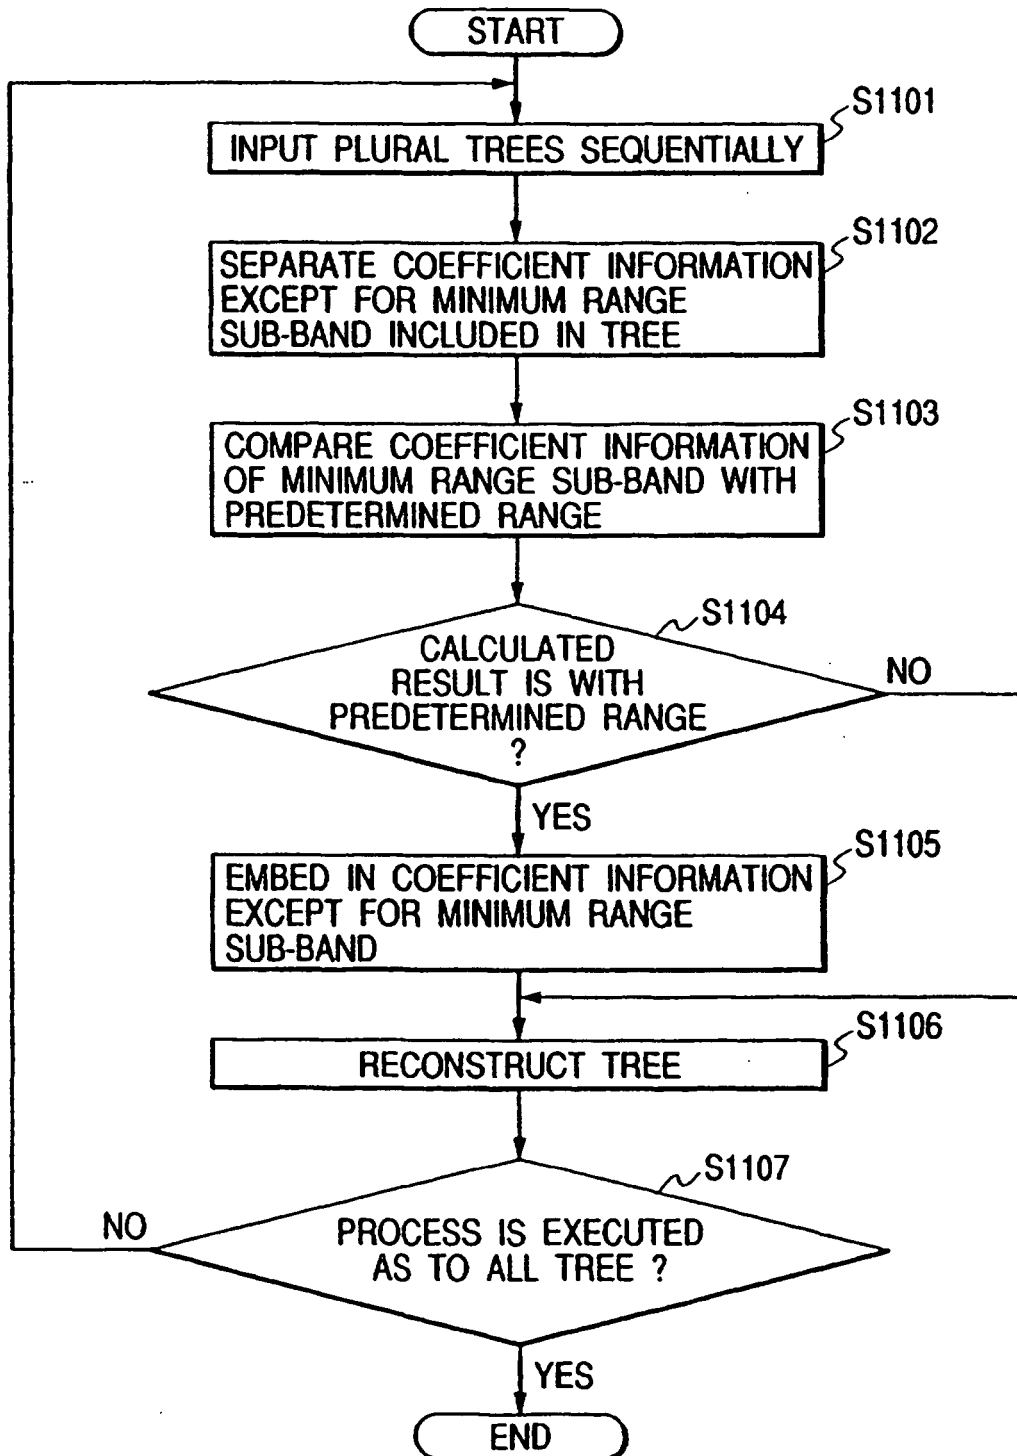 START
S1101
INPUT PLURAL TREES SEQUENTIALLY
S1102
SEPARATE COEFFICIENT INFORMATION
EXCEPT FOR MINIMUM RANGE
SUB-BAND INCLUDED IN TREE
S1103
COMPARE COEFFICIENT INFORMATION
OF MINIMUM RANGE SUB-BAND WITH
PREDETERMINED RANGE
S1104
CALCULATED
RESULT IS WITH
PREDETERMINED RANGE
?
NO
YES
S1105
EMBED IN COEFFICIENT INFORMATION
EXCEPT FOR MINIMUM RANGE
SUB-BAND
S1106
RECONSTRUCT TREE
S1107
NO
PROCESS IS EXECUTED
AS TO ALL TREE ?
YES
END